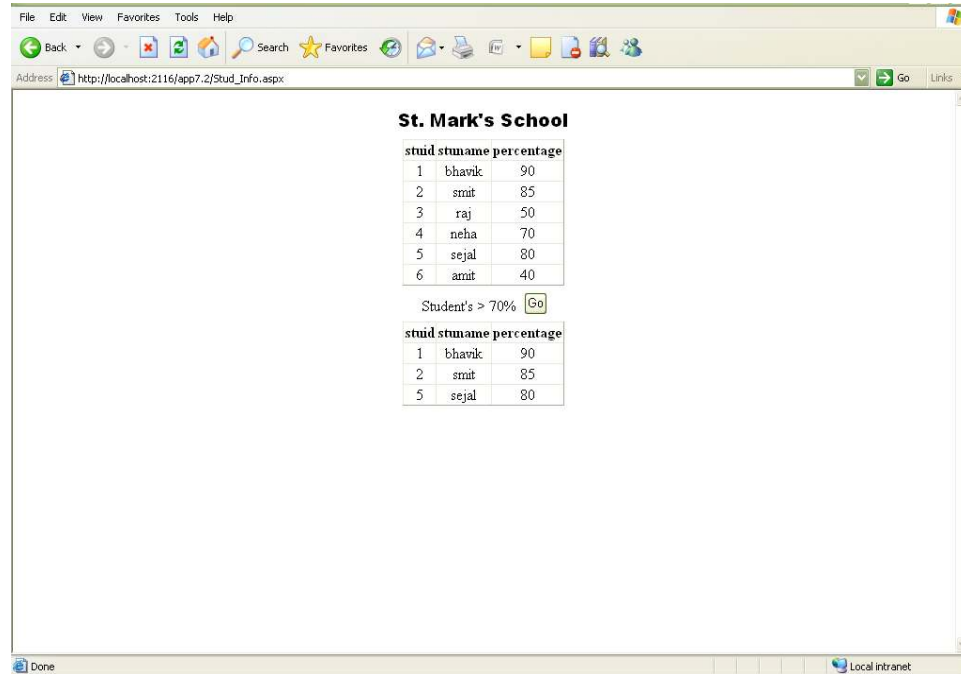 File Edit View Favorites Tools Help
Back Search Favorites
Address http://localhost:2116/app7.2/Stud_Info.aspx Go Links
St. Mark's School
stuid stuname percentage
1 bhavik 90
2 smit 85
3 raj 50
4 neha 70
5 sejal 80
6 amit 40
Student's > 70% Go
stuid stuname percentage
1 bhavik 90
2 smit 85
5 sejal 80
Done Local intranet